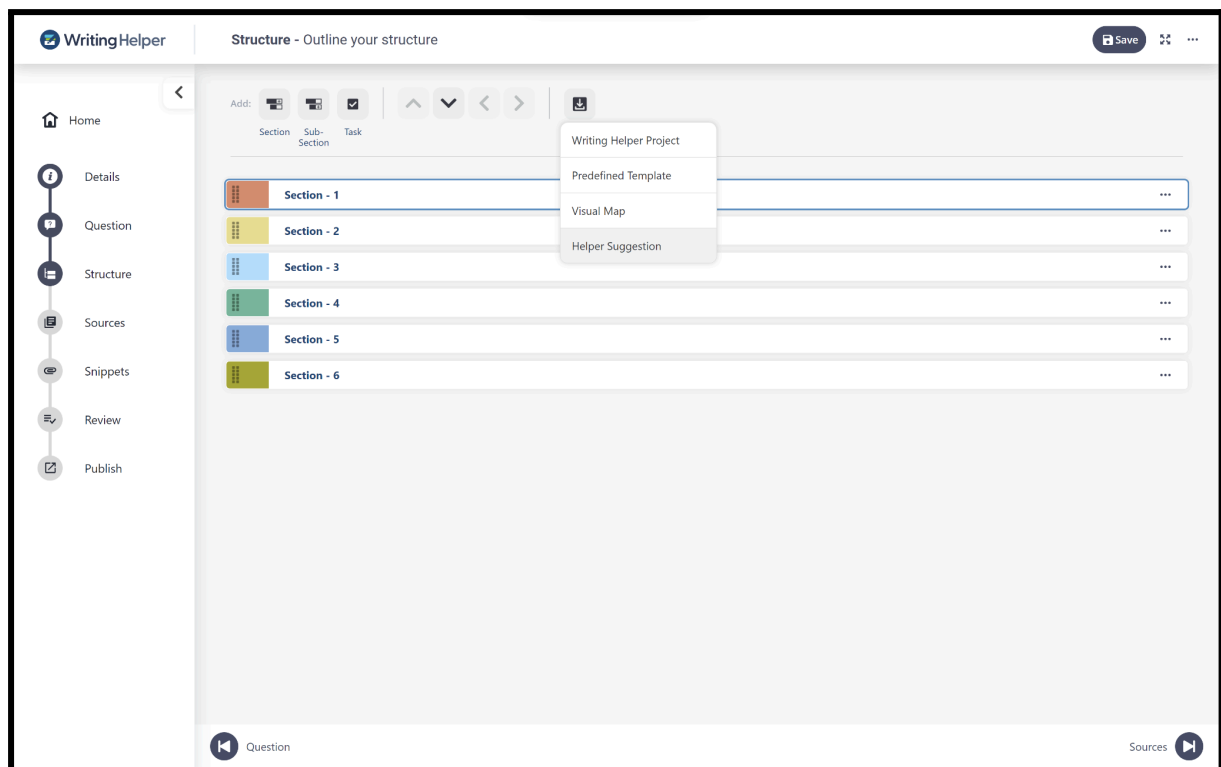 WritingHelper
Structure - Outline your structure
Save
Home
Details
Question
Structure
Sources
Snippets
Review
Publish
Add:
Section
Sub-
Section
Task
Writing Helper Project
Predefined Template
Visual Map
Helper Suggestion
Section - 1
Section - 2
Section - 3
Section - 4
Section - 5
Section - 6
Question
Sources